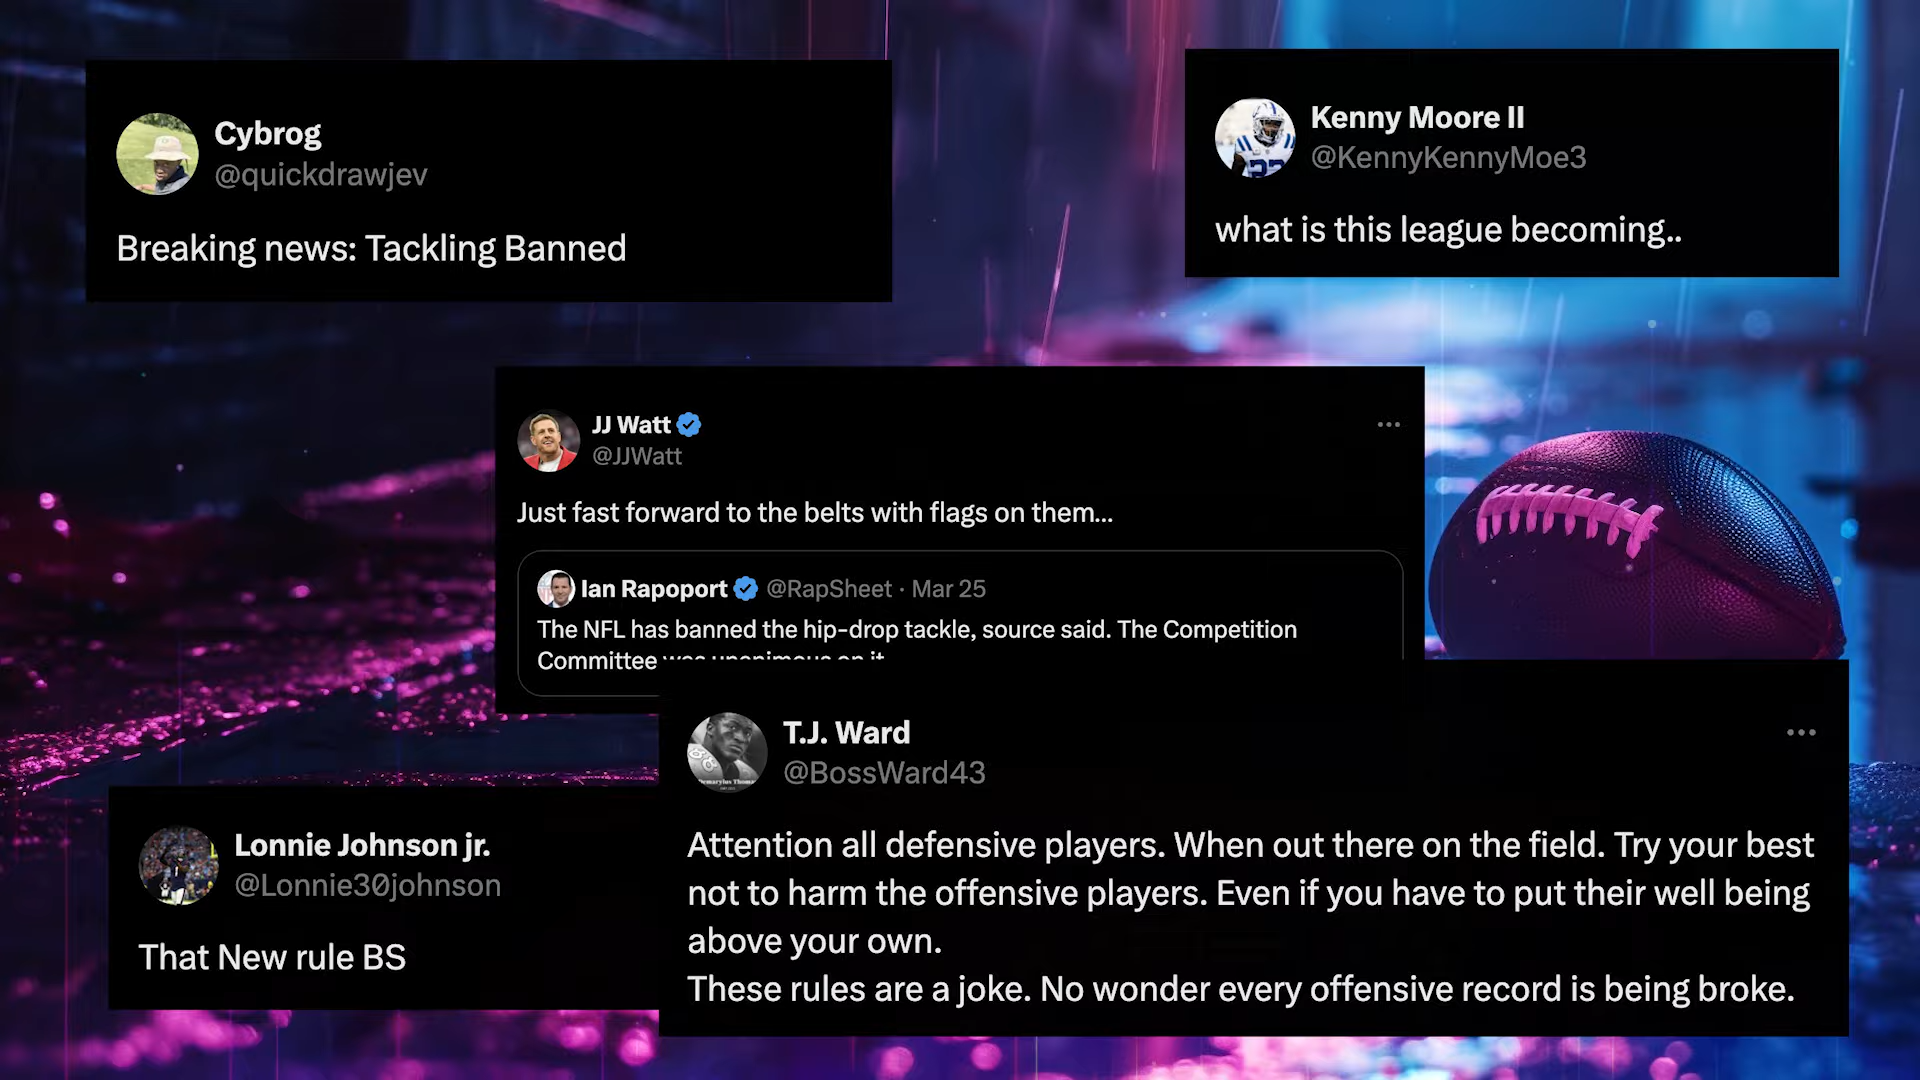 Cybrog
@quickdrawjev
Breaking news: Tackling Banned
Kenny Moore II
@KennyKennyMoe3
what is this league becoming..
JJ Watt
@JJWatt
Just fast forward to the belts with flags on them...
Ian Rapoport @RapSheet · Mar 25
The NFL has banned the hip-drop tackle, source said. The Competition
Committee was unanimous on it
T.J. Ward
@BossWard43
Attention all defensive players. When out there on the field. Try your best
not to harm the offensive players. Even if you have to put their well being
above your own.
These rules are a joke. No wonder every offensive record is being broke.
Lonnie Johnson jr.
@Lonnie30johnson
That New rule BS